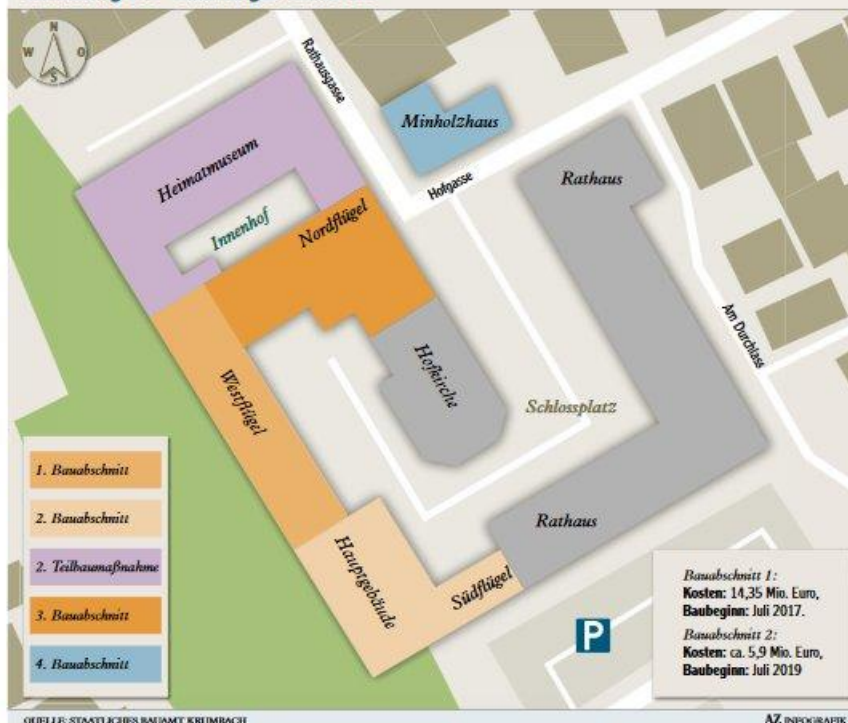 N
W O
S
Rathausgasse
Minholzhaus
Heimatmuseum
Rathaus
Hofgasse
Innenhof
Nordflügel
Am Durchlass
Hofkirche
Westflügel
Schlossplatz
1. Bauabschnitt
2. Bauabschnitt
2. Teilbaumaßnahme
3. Bauabschnitt
4. Bauabschnitt
Rathaus
Hauptgebäude
Südflügel
P
Bauabschnitt 1:
Kosten: 14,35 Mio. Euro,
Baubeginn: Juli 2017.
Bauabschnitt 2:
Kosten: ca. 5,9 Mio. Euro,
Baubeginn: Juli 2019
QUELLE: STAATLICHES BAUAMT KRUMBACH
AZ INFOGRAFIK